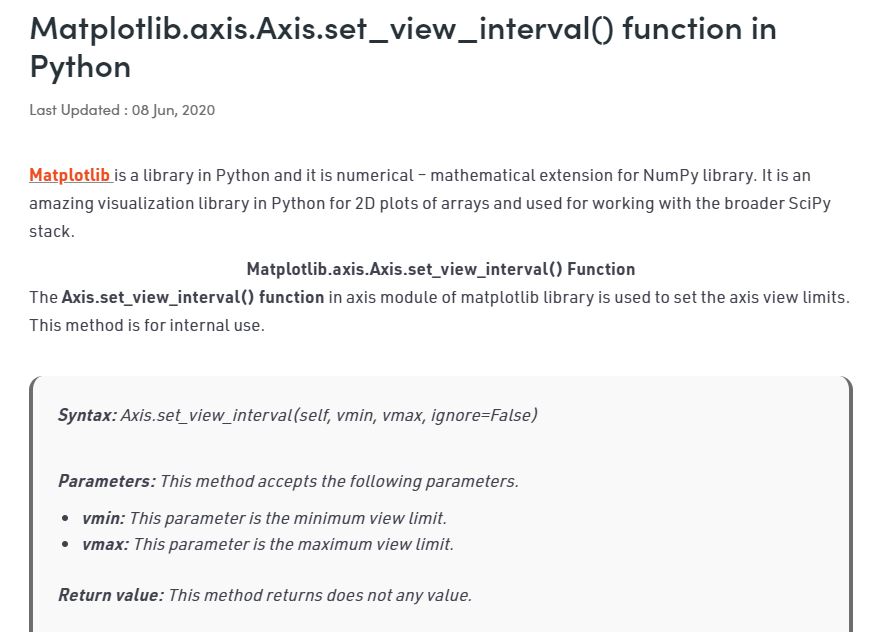 Matplotlib.axis.Axis.set_view_interval() function in
Python
Last Updated : 08 Jun, 2020
Matplotlib is a library in Python and it is numerical – mathematical extension for NumPy library. It is an
amazing visualization library in Python for 2D plots of arrays and used for working with the broader SciPy
stack.
Matplotlib.axis.Axis.set_view_interval() Function
The Axis.set_view_interval() function in axis module of matplotlib library is used to set the axis view limits.
This method is for internal use.
Syntax: Axis.set_view_interval(self, vmin, vmax, ignore=False)
Parameters: This method accepts the following parameters.
• vmin: This parameter is the minimum view limit.
• vmax: This parameter is the maximum view limit.
Return value: This method returns does not any value.